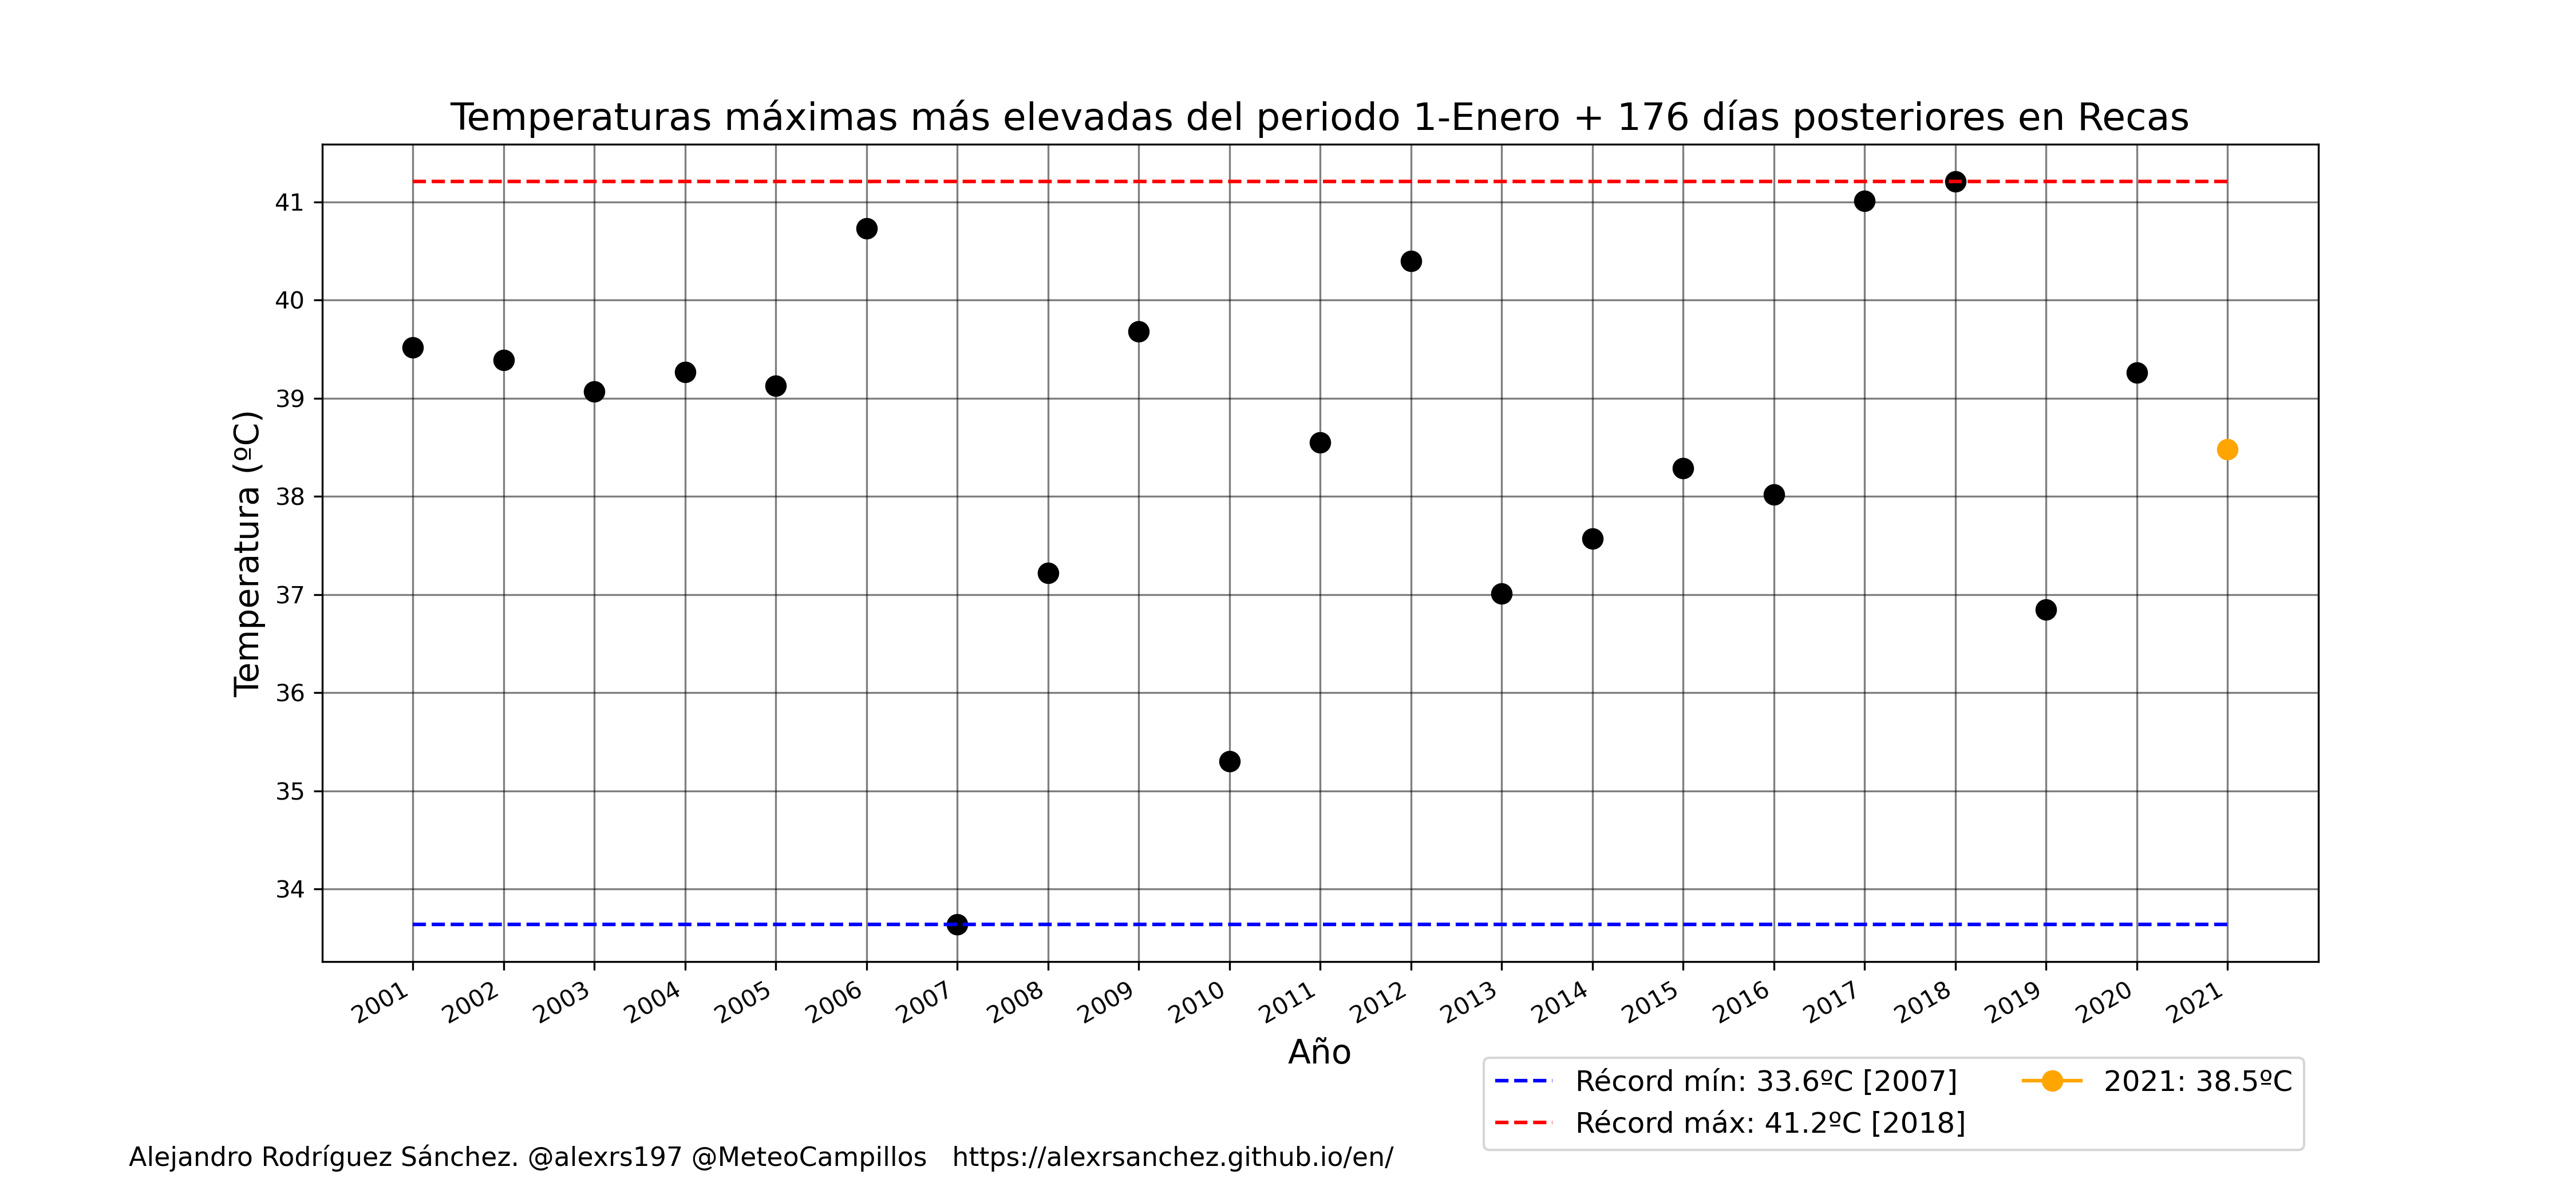 Temperaturas máximas más elevadas del periodo 1-Enero + 176 días posteriores en Recas
Temperatura (ºC)
41
40
39
38
37
36
35
34
2001 2002 2003 2004 2005 2006 2007 2008 2009 2010 2011 2012 2013 2014 2015 2016 2017 2018 2019 2020 2021
Año
Récord mín: 33.6ºC [2007]
Récord máx: 41.2ºC [2018]
2021: 38.5ºC
Alejandro Rodríguez Sánchez. @alexrs197 @MeteoCampillos https://alexrsanchez.github.io/en/